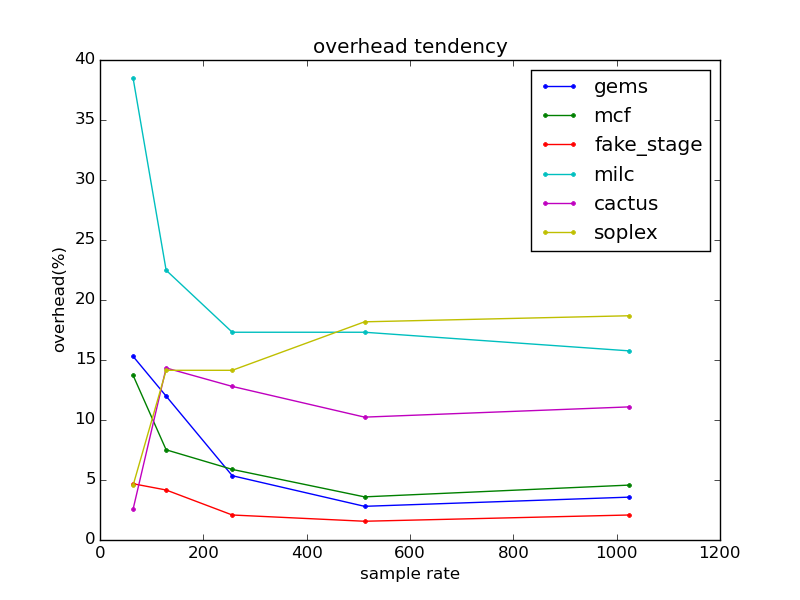 overhead tendency
40
35
30
25
20
15
10
5
0
overhead(%)
gems
mcf
fake_stage
milc
cactus
soplex
0 200 400 600 800 1000 1200
sample rate